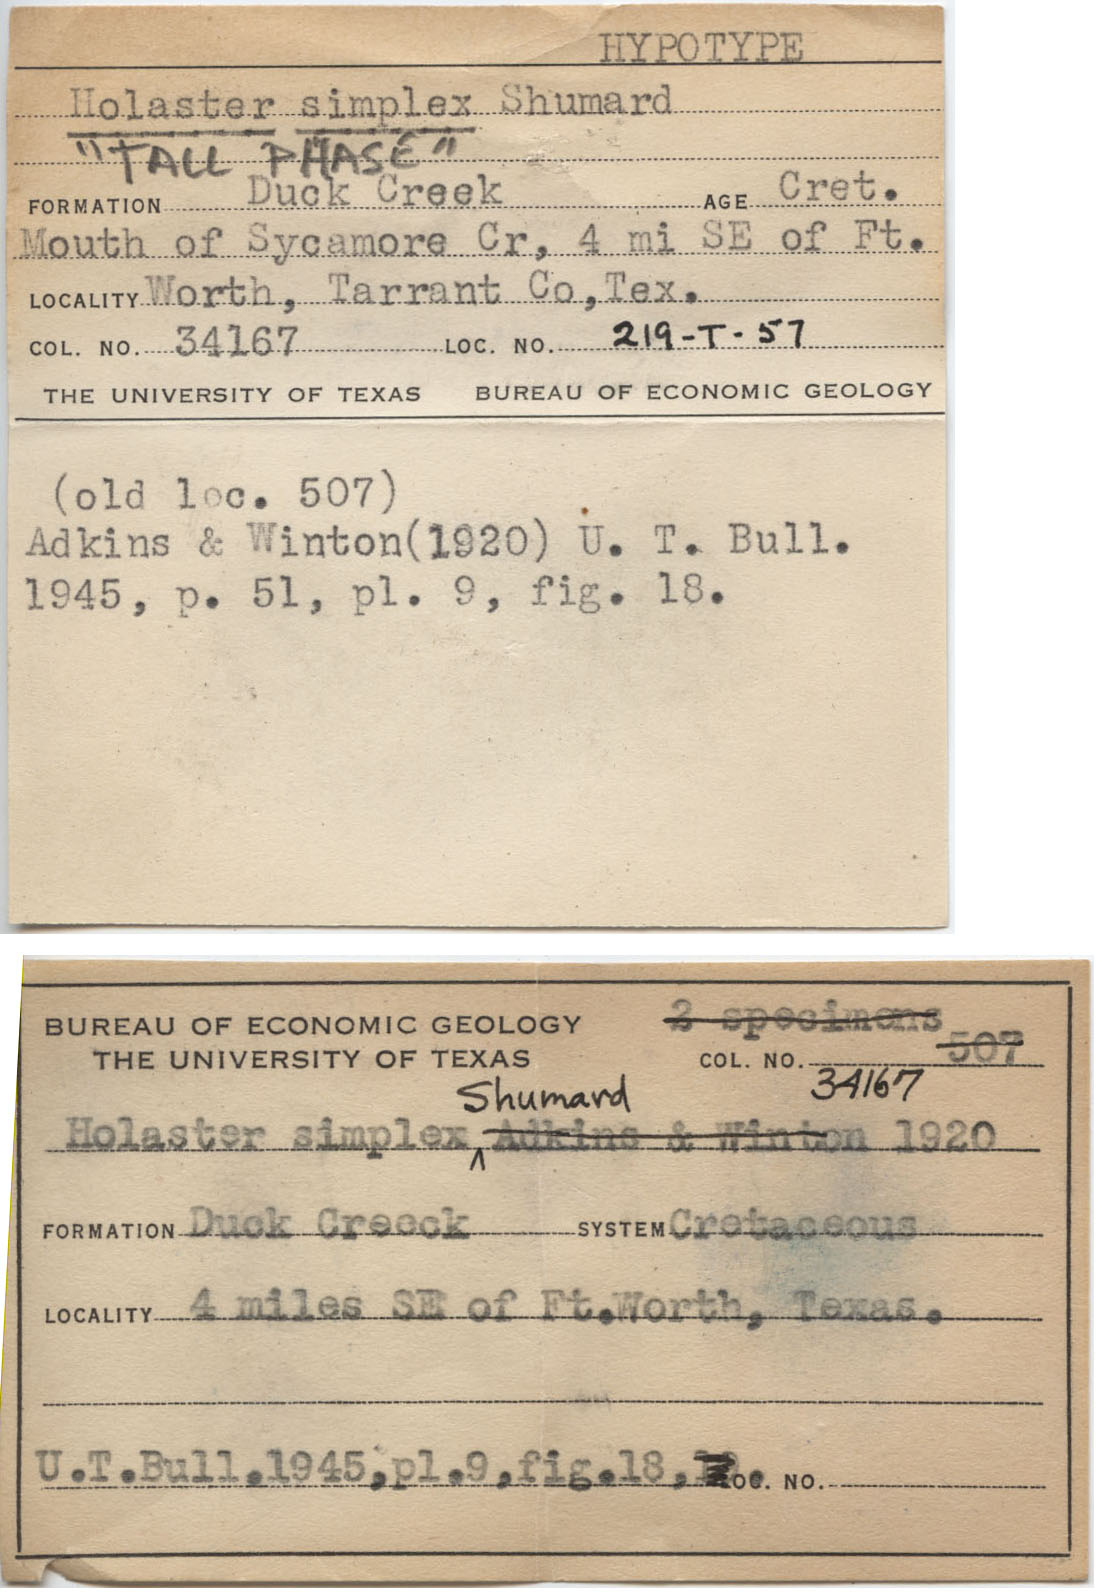 HYPOTYPE
Holaster simplex Shumard
"TALL PHASE"
FORMATION Duck Creek AGE Cret.
Mouth of Sycamore Cr, 4 mi SE of Ft.
LOCALITY Worth, Tarrant Co, Tex.
COL. NO. 34167 LOC. NO. 219-T-57
THE UNIVERSITY OF TEXAS BUREAU OF ECONOMIC GEOLOGY
(old loc. 507)
Adkins & Winton(1920) U. T. Bull.
1945, p. 51, pl. 9, fig. 18.
BUREAU OF ECONOMIC GEOLOGY 2 specimens
THE UNIVERSITY OF TEXAS COL. NO. 507
Shumard 34167
Holaster simplex ^ Adkins & Winton 1920
FORMATION Duck Creeck SYSTEM Cretaceous
LOCALITY 4 miles SE of Ft.Worth, Texas.
U.T.Bull.1945,pl.9,fig.18, LOC. NO.